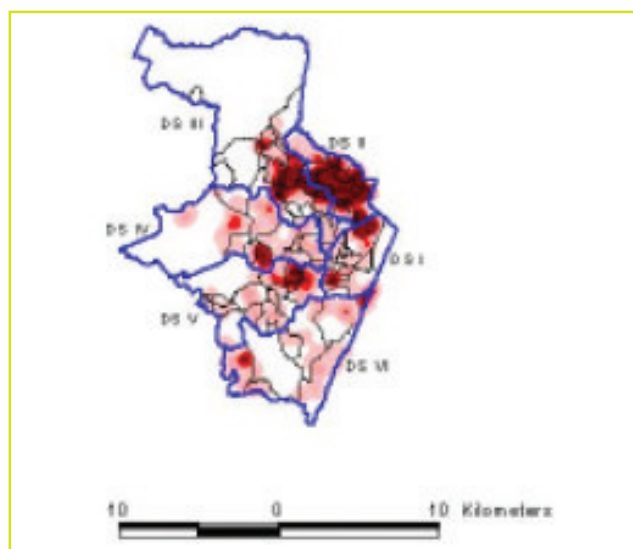 DS III
DS II
DS IV
DS I
DS V
DS VI
10 0 10 Kilometers